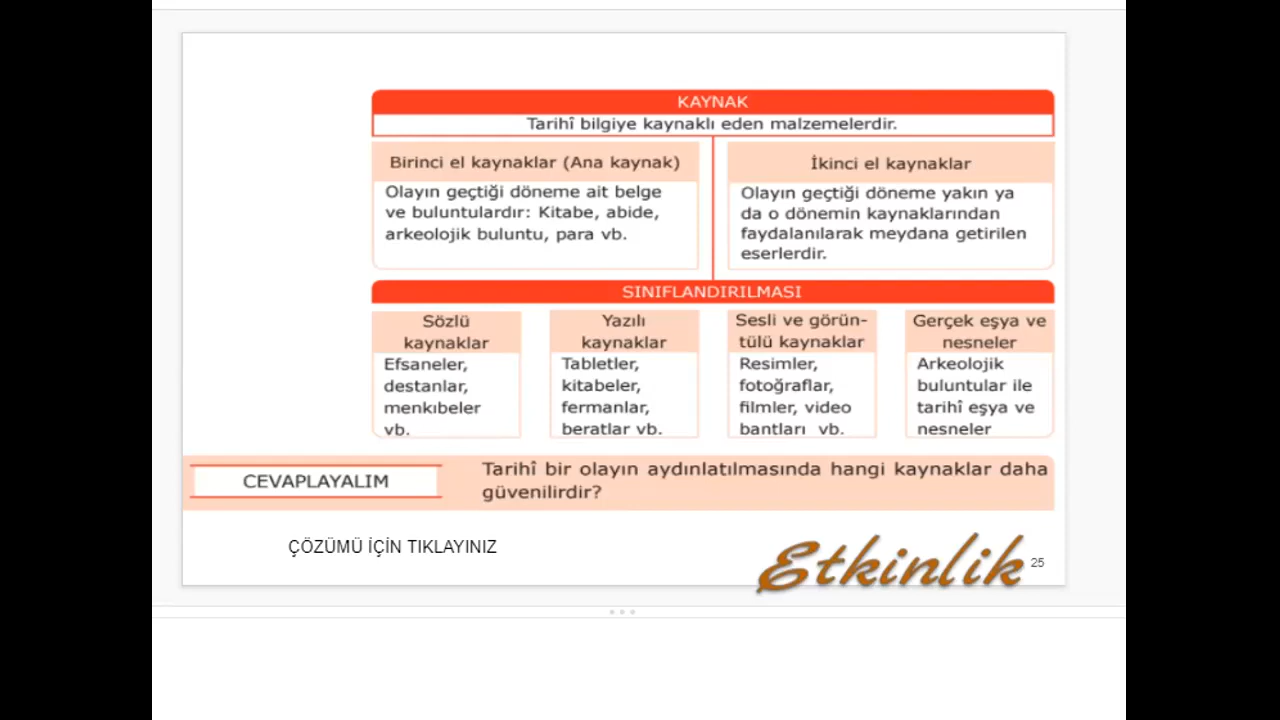 KAYNAK
Tarihî bilgiye kaynaklı eden malzemelerdir.
Birinci el kaynaklar (Ana kaynak)
Olayın geçtiği döneme ait belge
ve buluntulardır: Kitabe, abide,
arkeolojik buluntu, para vb.
İkinci el kaynaklar
Olayın geçtiği döneme yakın ya
da o dönemin kaynaklarından
faydalanılarak meydana getirilen
eserlerdir.
SINIFLANDIRILMASI
Sözlü
kaynaklar
Efsaneler,
destanlar,
menkıbeler
vb.
Yazılı
kaynaklar
Tabletler,
kitabeler,
fermanlar,
beratlar vb.
Sesli ve görün-
tülü kaynaklar
Resimler,
fotoğraflar,
filmler, video
bantları vb.
Gerçek eşya ve
nesneler
Arkeolojik
buluntular ile
tarihî eşya ve
nesneler
CEVAPLAYALIM
Tarihî bir olayın aydınlatılmasında hangi kaynaklar daha
güvenilirdir?
ÇÖZÜMÜ İÇİN TIKLAYINIZ
Etkinlik
25